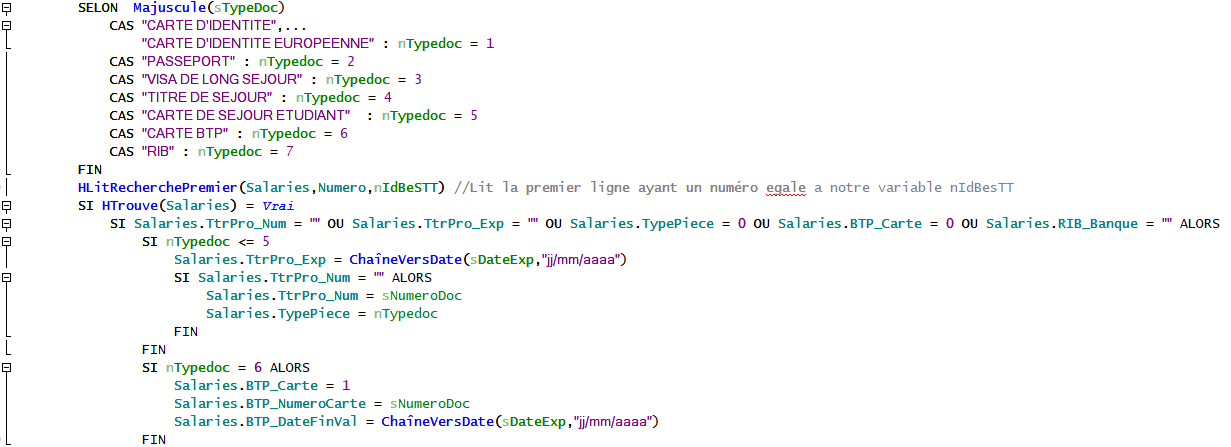 SELON Majuscule(sTypeDoc)
CAS "CARTE D'IDENTITE",...
"CARTE D'IDENTITE EUROPEENNE" : nTypedoc = 1
CAS "PASSEPORT" : nTypedoc = 2
CAS "VISA DE LONG SEJOUR" : nTypedoc = 3
CAS "TITRE DE SEJOUR" : nTypedoc = 4
CAS "CARTE DE SEJOUR ETUDIANT" : nTypedoc = 5
CAS "CARTE BTP" : nTypedoc = 6
CAS "RIB" : nTypedoc = 7
FIN
HLitRecherchePremier(Salaries,Numero,nIdBeSTT) //Lit la premier ligne ayant un numéro egale a notre variable nIdBesTT
SI HTrouve(Salaries) = Vrai
SI Salaries.TtrPro_Num = "" OU Salaries.TtrPro_Exp = "" OU Salaries.TypePiece = 0 OU Salaries.BTP_Carte = 0 OU Salaries.RIB_Banque = "" ALORS
SI nTypedoc <= 5
Salaries.TtrPro_Exp = ChaîneVersDate(sDateExp,"jj/mm/aaaa")
SI Salaries.TtrPro_Num = "" ALORS
Salaries.TtrPro_Num = sNumeroDoc
Salaries.TypePiece = nTypedoc
FIN
FIN
SI nTypedoc = 6 ALORS
Salaries.BTP_Carte = 1
Salaries.BTP_NumeroCarte = sNumeroDoc
Salaries.BTP_DateFinVal = ChaîneVersDate(sDateExp,"jj/mm/aaaa")
FIN